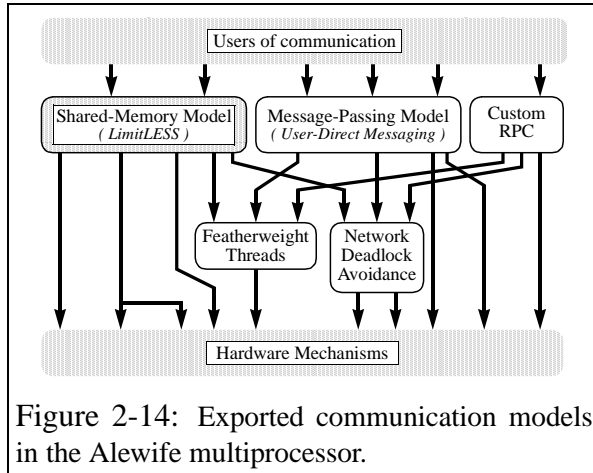 Users of communication
Shared-Memory Model
( LimitLESS )
Message-Passing Model
( User-Direct Messaging )
Custom
RPC
Featherweight
Threads
Network
Deadlock
Avoidance
Hardware Mechanisms
Figure 2-14: Exported communication models
in the Alewife multiprocessor.